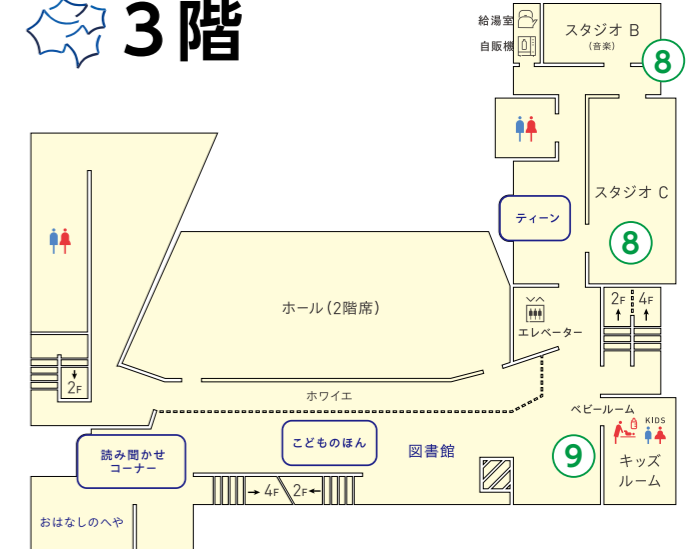 3階
給湯室
自販機
スタジオ B
(音楽)
8
スタジオ C
8
ティーン
ホール(2階席)
エレベーター
2F 4F
2F
ホワイエ
ベビールーム
KIDS
キッズ
ルーム
9
読み聞かせ
コーナー
こどものほん
図書館
4F 2F
おはなしのへや